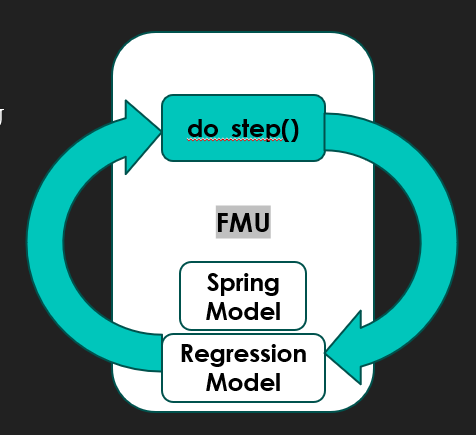 do_step()
FMU
Spring
Model
Regression
Model